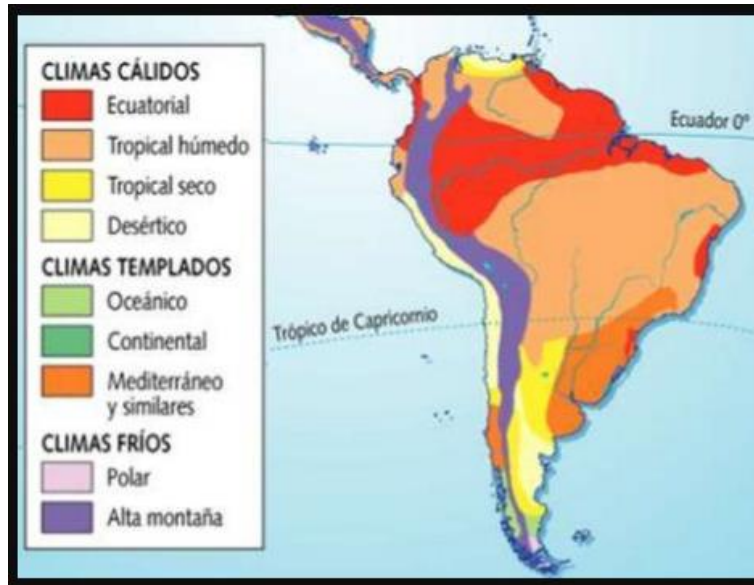 CLIMAS CÁLIDOS
Ecuatorial
Tropical húmedo
Tropical seco
Desértico
CLIMAS TEMPLADOS
Oceánico
Continental
Mediterráneo
y similares
CLIMAS FRÍOS
Polar
Alta montaña
Ecuador 0°
Trópico de Capricornio